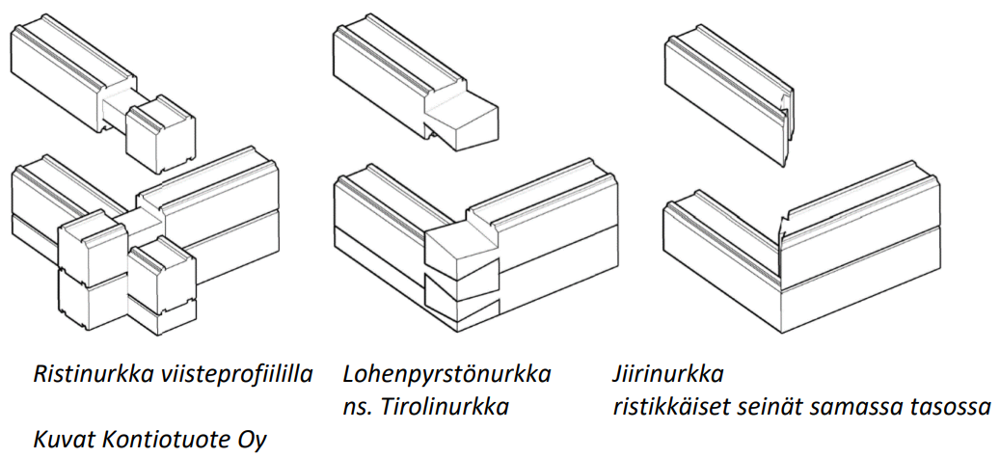 Ristinurkka viisteprofiililla
Lohenpyrstönurkka
ns. Tirolinurkka
Jiirinurkka
ristikkäiset seinät samassa tasossa
Kuvat Kontiotuote Oy